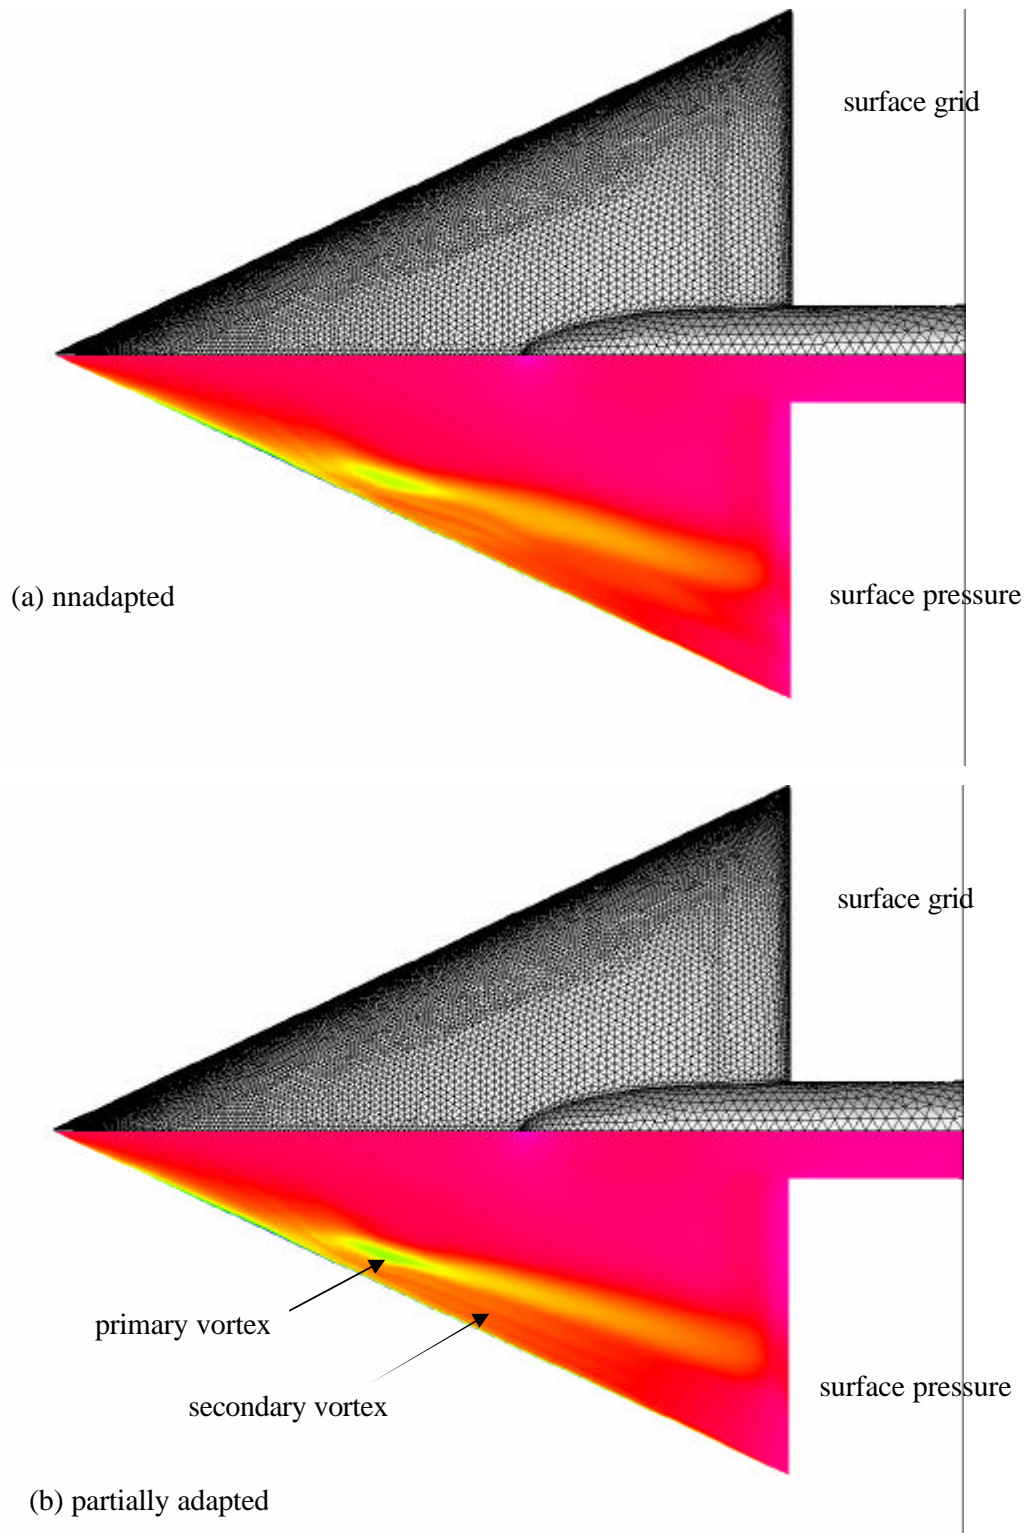 surface grid
(a) nnadapted
surface pressure
surface grid
primary vortex
secondary vortex
surface pressure
(b) partially adapted